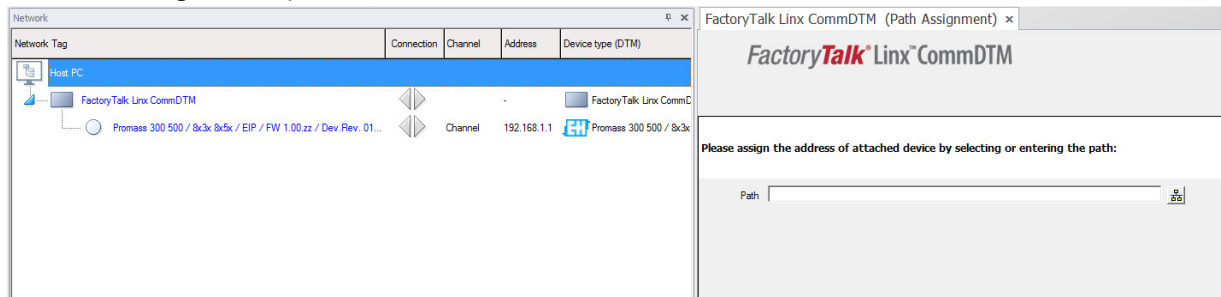 Network
Network Tag Connection Channel Address Device type (DTM)
Host PC
FactoryTalk Linx CommDTM - FactoryTalk Linx CommD
Promass 300 500 / 8x3x 8x5x / EIP / FW 1.00.zz / Dev.Rev. 01... Channel 192.168.1.1 EH Promass 300 500 / 8x3x
FactoryTalk Linx CommDTM (Path Assignment) ×
FactoryTalk® Linx™ CommDTM
Please assign the address of attached device by selecting or entering the path:
Path